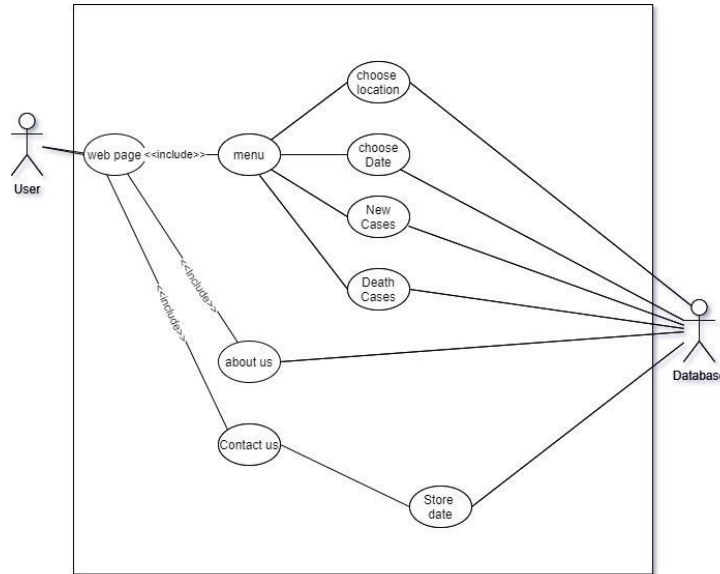 choose
location
web page
<<include>>
menu
choose
Date
User
New
Cases
<<include>>
Death
Cases
<<include>>
about us
Database
Contact us
Store
date